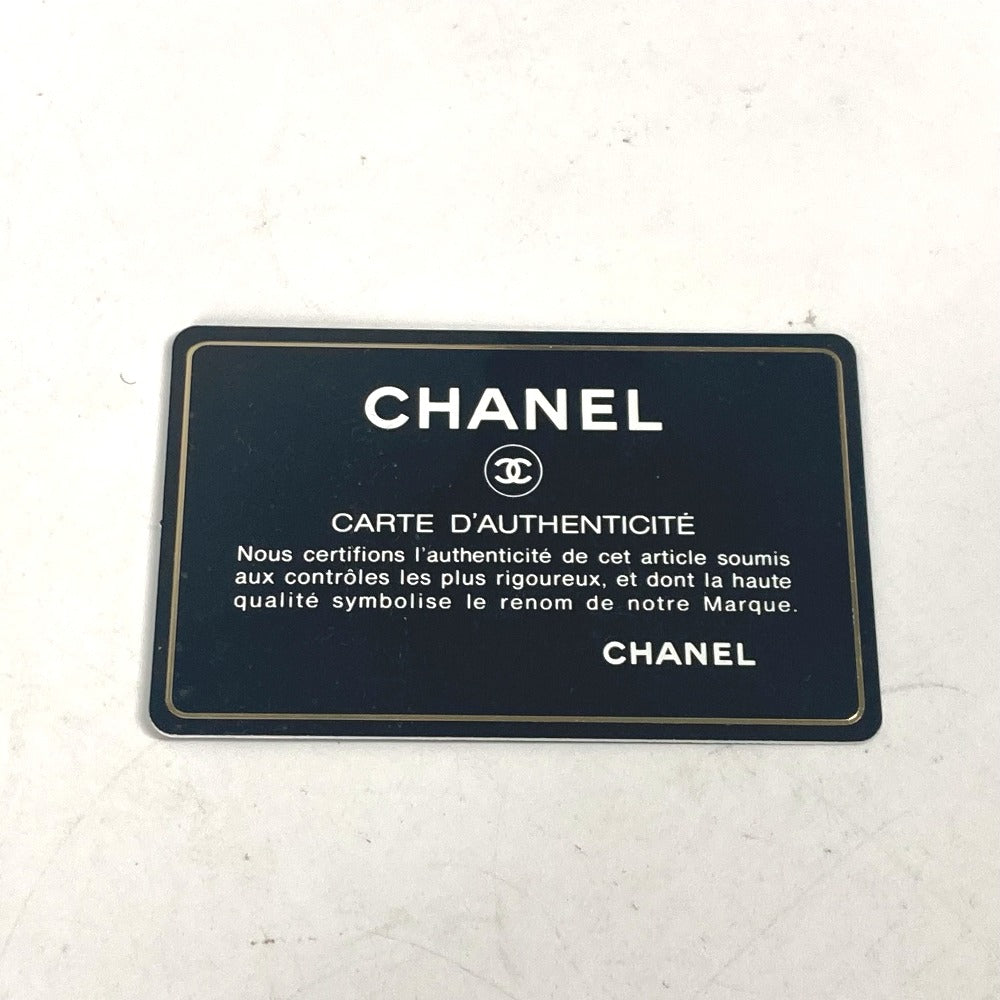 CHANEL
CARTE D'AUTHENTICITÉ
Nous certifions l'authenticité de cet article soumis
aux contrôles les plus rigoureux, et dont la haute
qualité symbolise le renom de notre Marque.
CHANEL